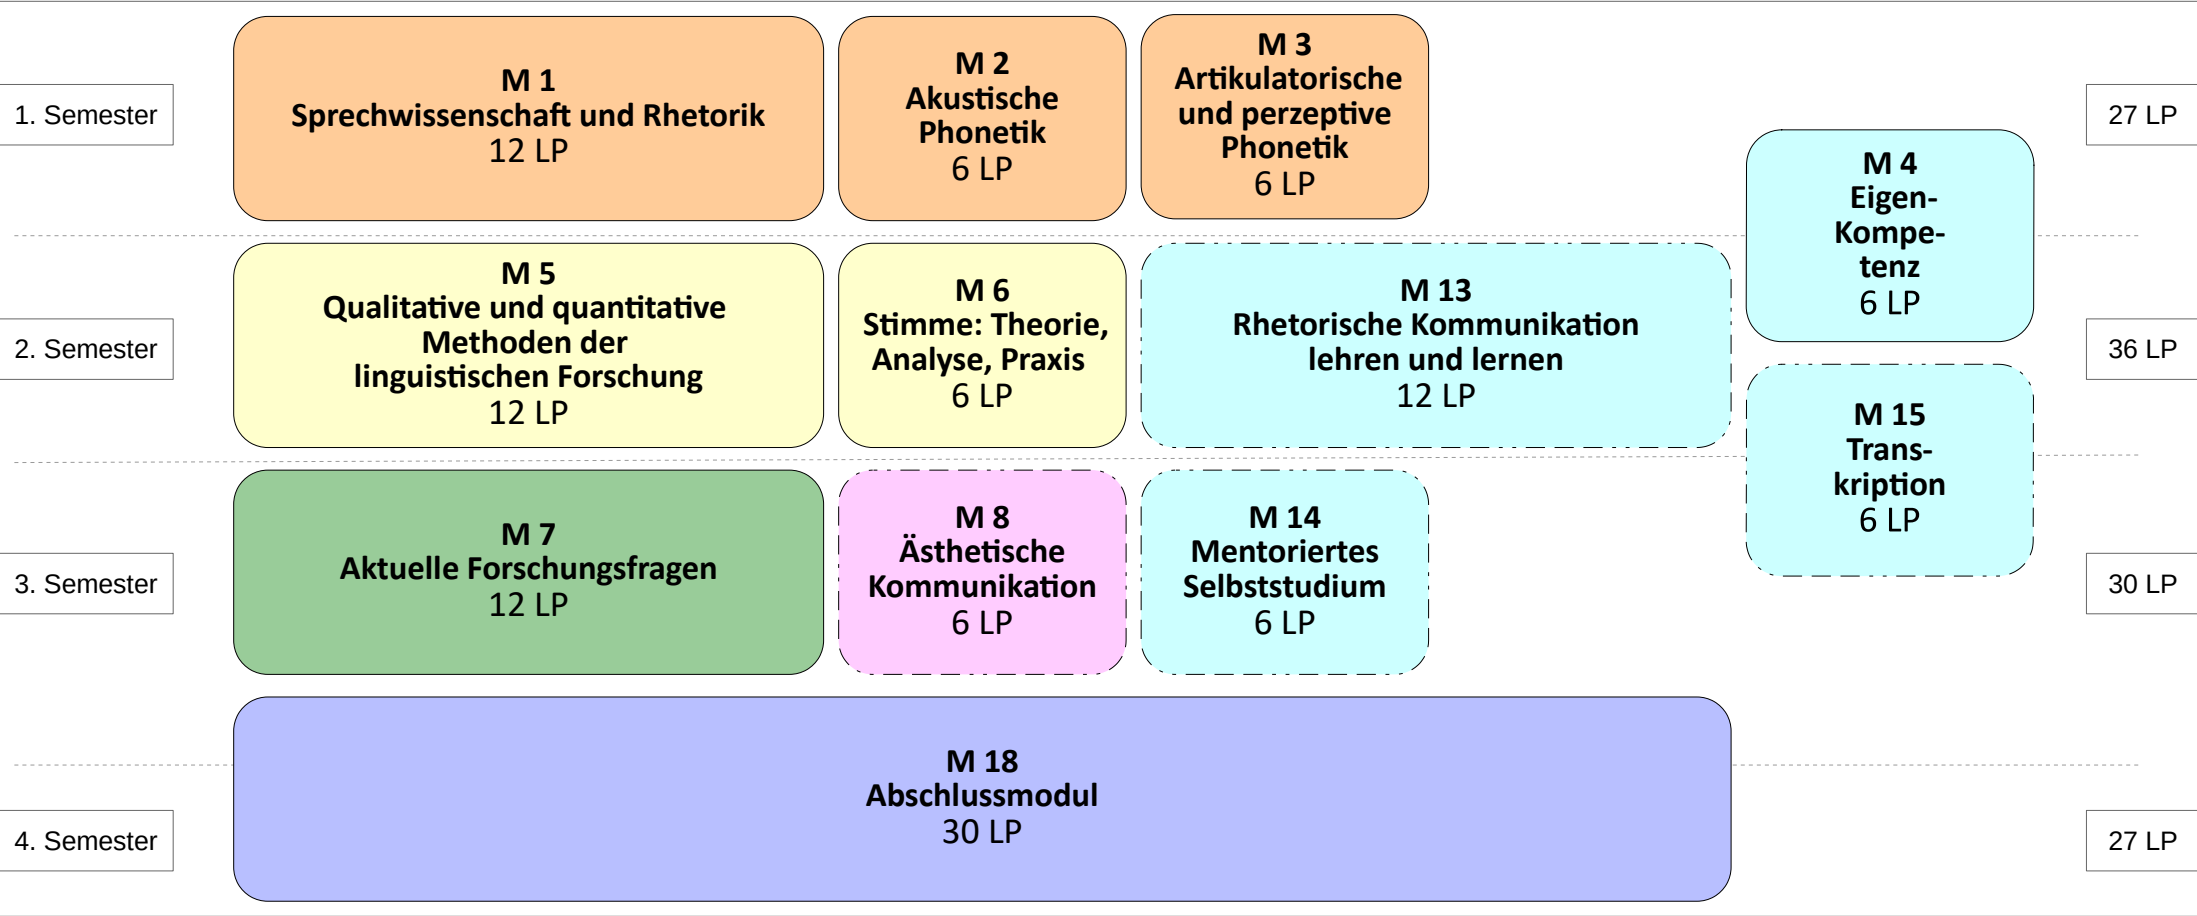 1. Semester
M 1
Sprechwissenschaft und Rhetorik
12 LP
M 2
Akustische
Phonetik
6 LP
M 3
Artikulatorische
und perzeptive
Phonetik
6 LP
M 4
Eigen-
Kompe-
tenz
6 LP
27 LP
2. Semester
M 5
Qualitative und quantitative
Methoden der
linguistischen Forschung
12 LP
M 6
Stimme: Theorie,
Analyse, Praxis
6 LP
M 13
Rhetorische Kommunikation
lehren und lernen
12 LP
M 15
Trans-
kription
6 LP
36 LP
3. Semester
M 7
Aktuelle Forschungsfragen
12 LP
M 8
Ästhetische
Kommunikation
6 LP
M 14
Mentoriertes
Selbststudium
6 LP
30 LP
4. Semester
M 18
Abschlussmodul
30 LP
27 LP